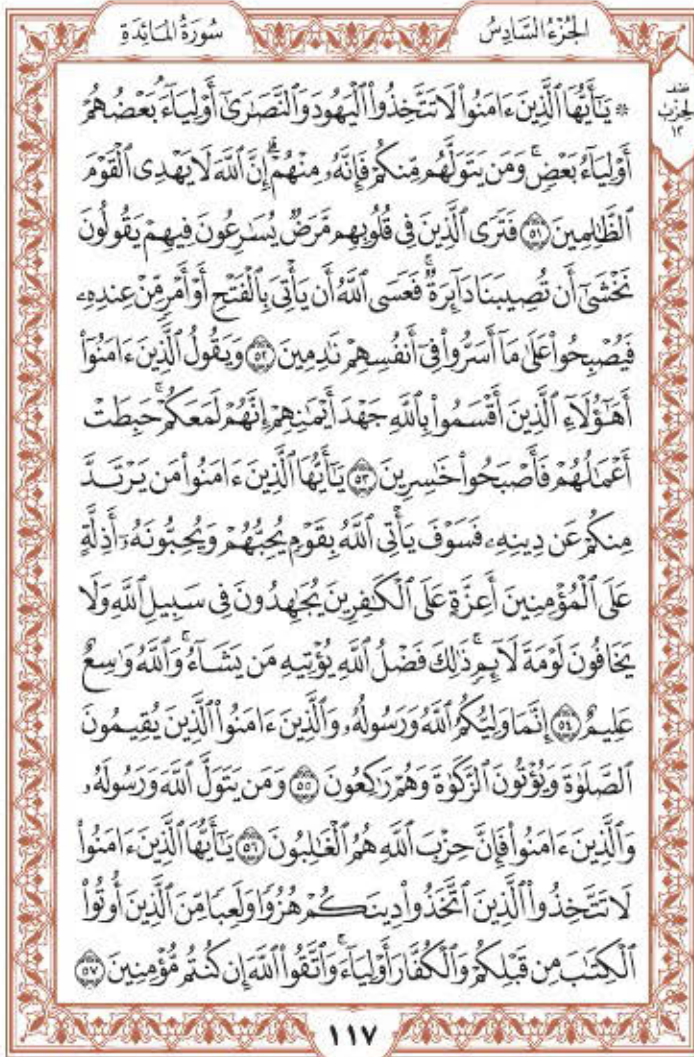 سُورَةُ المَائِدَةِ
الجُزْءُ السَّادِسُ
نصف
الحزب
١٢
۞ يَـٰٓأَيُّهَا ٱلَّذِينَ ءَامَنُوا۟ لَا تَتَّخِذُوا۟ ٱلْيَهُودَ وَٱلنَّصَـٰرَىٰٓ أَوْلِيَآءَۘ بَعْضُهُمْ
أَوْلِيَآءُ بَعْضٍۚ وَمَن يَتَوَلَّهُم مِّنكُمْ فَإِنَّهُۥ مِنْهُمْۗ إِنَّ ٱللَّهَ لَا يَهْدِى ٱلْقَوْمَ
ٱلظَّـٰلِمِينَ ۝٥١ فَتَرَى ٱلَّذِينَ فِى قُلُوبِهِم مَّرَضٌ يُسَـٰرِعُونَ فِيهِمْ يَقُولُونَ
نَخْشَىٰٓ أَن تُصِيبَنَا دَآئِرَةٌۚ فَعَسَى ٱللَّهُ أَن يَأْتِىَ بِٱلْفَتْحِ أَوْ أَمْرٍ مِّنْ عِندِهِۦ
فَيُصْبِحُوا۟ عَلَىٰ مَآ أَسَرُّوا۟ فِىٓ أَنفُسِهِمْ نَـٰدِمِينَ ۝٥٢ وَيَقُولُ ٱلَّذِينَ ءَامَنُوٓا۟
أَهَـٰٓؤُلَآءِ ٱلَّذِينَ أَقْسَمُوا۟ بِٱللَّهِ جَهْدَ أَيْمَـٰنِهِمْ إِنَّهُمْ لَمَعَكُمْۚ حَبِطَتْ
أَعْمَـٰلُهُمْ فَأَصْبَحُوا۟ خَـٰسِرِينَ ۝٥٣ يَـٰٓأَيُّهَا ٱلَّذِينَ ءَامَنُوا۟ مَن يَرْتَدَّ
مِنكُمْ عَن دِينِهِۦ فَسَوْفَ يَأْتِى ٱللَّهُ بِقَوْمٍ يُحِبُّهُمْ وَيُحِبُّونَهُۥٓ أَذِلَّةٍ
عَلَى ٱلْمُؤْمِنِينَ أَعِزَّةٍ عَلَى ٱلْكَـٰفِرِينَ يُجَـٰهِدُونَ فِى سَبِيلِ ٱللَّهِ وَلَا
يَخَافُونَ لَوْمَةَ لَآئِمٍۚ ذَٰلِكَ فَضْلُ ٱللَّهِ يُؤْتِيهِ مَن يَشَآءُۚ وَٱللَّهُ وَٰسِعٌ
عَلِيمٌ ۝٥٤ إِنَّمَا وَلِيُّكُمُ ٱللَّهُ وَرَسُولُهُۥ وَٱلَّذِينَ ءَامَنُوا۟ ٱلَّذِينَ يُقِيمُونَ
ٱلصَّلَوٰةَ وَيُؤْتُونَ ٱلزَّكَوٰةَ وَهُمْ رَٰكِعُونَ ۝٥٥ وَمَن يَتَوَلَّ ٱللَّهَ وَرَسُولَهُۥ
وَٱلَّذِينَ ءَامَنُوا۟ فَإِنَّ حِزْبَ ٱللَّهِ هُمُ ٱلْغَـٰلِبُونَ ۝٥٦ يَـٰٓأَيُّهَا ٱلَّذِينَ ءَامَنُوا۟
لَا تَتَّخِذُوا۟ ٱلَّذِينَ ٱتَّخَذُوا۟ دِينَكُمْ هُزُوًا وَلَعِبًا مِّنَ ٱلَّذِينَ أُوتُوا۟
ٱلْكِتَـٰبَ مِن قَبْلِكُمْ وَٱلْكُفَّارَ أَوْلِيَآءَۚ وَٱتَّقُوا۟ ٱللَّهَ إِن كُنتُم مُّؤْمِنِينَ ۝٥٧
١١٧